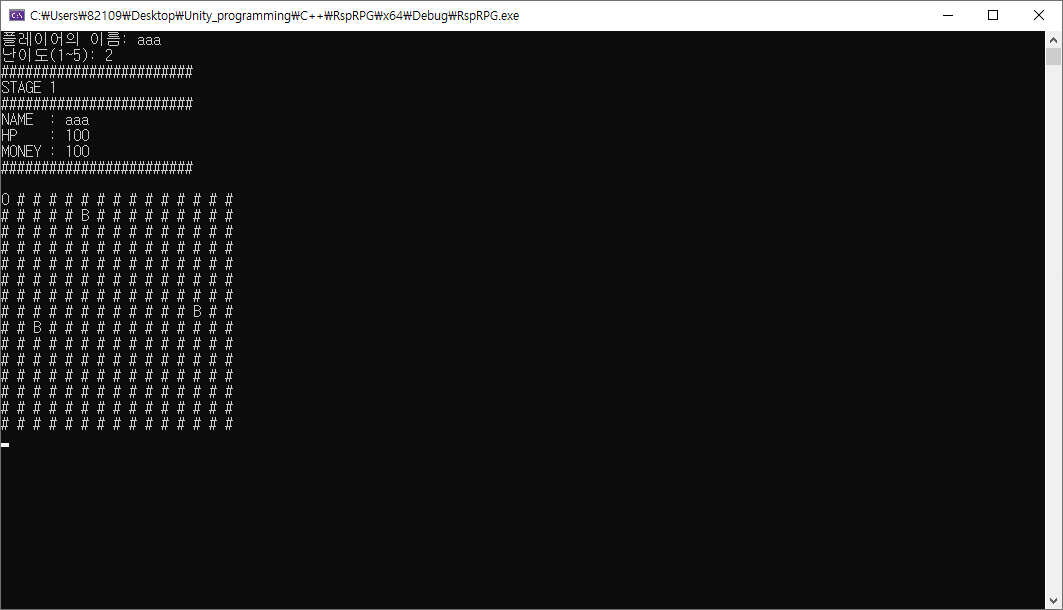 C:\Users\82109\Desktop\Unity_programming\C++\RspRPG\x64\Debug\RspRPG.exe
플레이어의 이름: aaa
난이도(1~5): 2
########################
STAGE 1
########################
NAME  : aaa
HP    : 100
MONEY : 100
########################
O # # # # # # # # # # # # # #
# # # # # B # # # # # # # # #
# # # # # # # # # # # # # # #
# # # # # # # # # # # # # # #
# # # # # # # # # # # # # # #
# # # # # # # # # # # # # # #
# # # # # # # # # # # # # # #
# # # # # # # # # # # # B # #
# # B # # # # # # # # # # # #
# # # # # # # # # # # # # # #
# # # # # # # # # # # # # # #
# # # # # # # # # # # # # # #
# # # # # # # # # # # # # # #
# # # # # # # # # # # # # # #
# # # # # # # # # # # # # # #